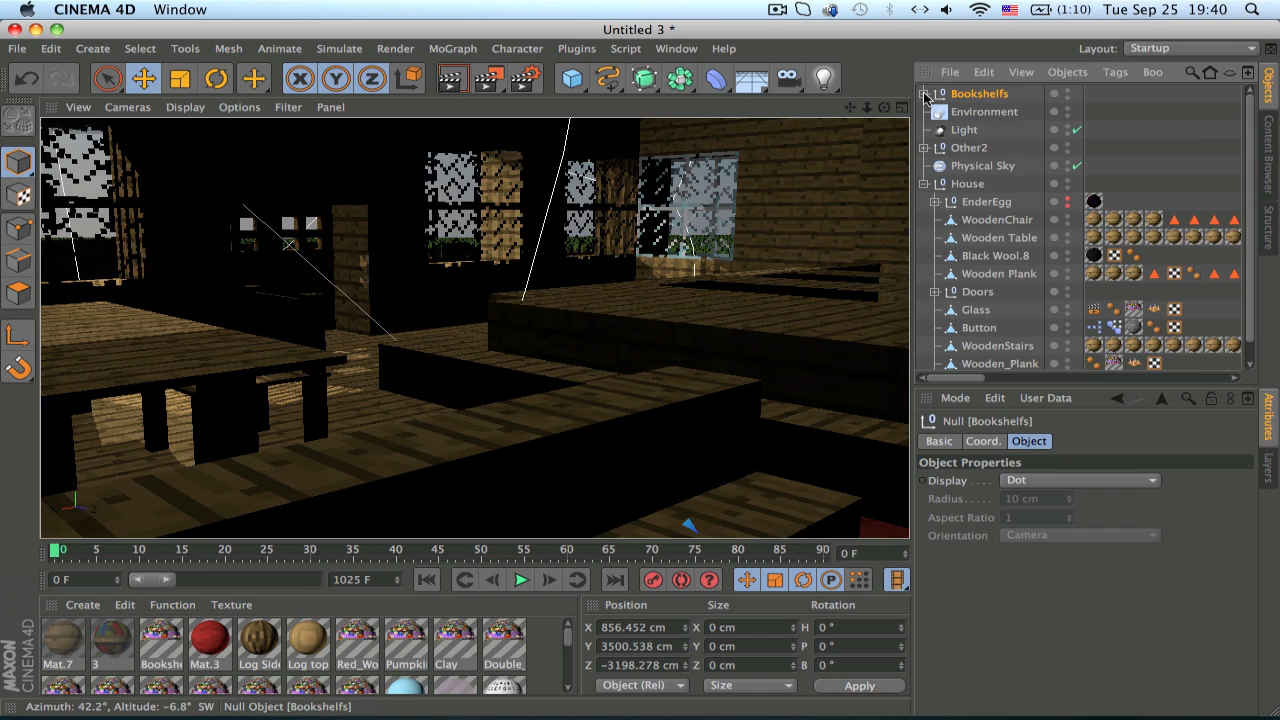 CINEMA 4D Window (1:10) Tue Sep 25 19:40
Untitled 3 *
File Edit Create Select Tools Mesh Animate Simulate Render MoGraph Character Plugins Script Window Help Layout: Startup
X Y Z
File Edit View Objects Tags Boo
View Cameras Display Options Filter Panel
Bookshelfs
Environment
Light
Other2
Physical Sky
House
EnderEgg
WoodenChair
Wooden Table
Black Wool.8
Wooden Plank
Doors
Glass
Button
WoodenStairs
Wooden_Plank
Objects
Content Browser
Structure
Mode Edit User Data
Null [Bookshelfs]
Basic Coord. Object
Object Properties
Display . . . . Dot
Radius . . . . . 10 cm
Aspect Ratio 1
Orientation Camera
Attributes
Layers
Z
0 5 10 15 20 25 30 35 40 45 50 55 60 65 70 75 80 85 90 0 F
0 F 1025 F
P
Create Edit Function Texture
Mat.7 3 Bookshe Mat.3 Log Side Log top Red_Wo Pumpki Clay Double_
Position Size Rotation
X 856.452 cm X 0 cm H 0 °
Y 3500.538 cm Y 0 cm P 0 °
Z -3198.278 cm Z 0 cm B 0 °
Object (Rel) Size Apply
MAXON
CINEMA 4D
Azimuth: 42.2°, Altitude: -6.8° SW Null Object [Bookshelfs]